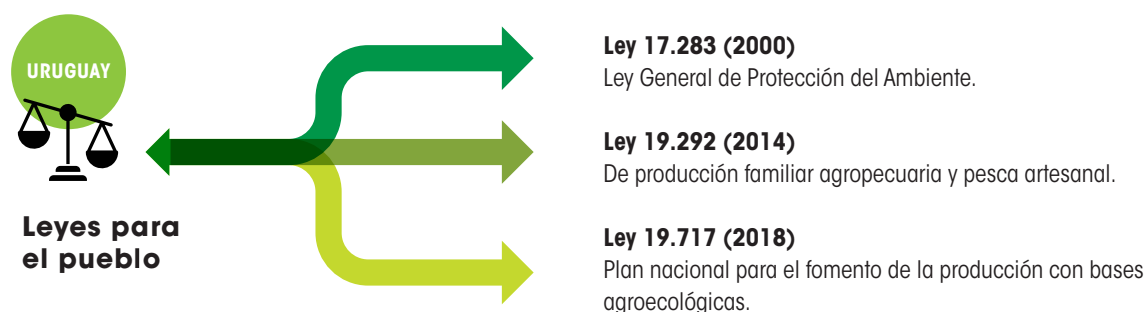 URUGUAY
Leyes para
el pueblo
Ley 17.283 (2000)
Ley General de Protección del Ambiente.
Ley 19.292 (2014)
De producción familiar agropecuaria y pesca artesanal.
Ley 19.717 (2018)
Plan nacional para el fomento de la producción con bases
agroecológicas.